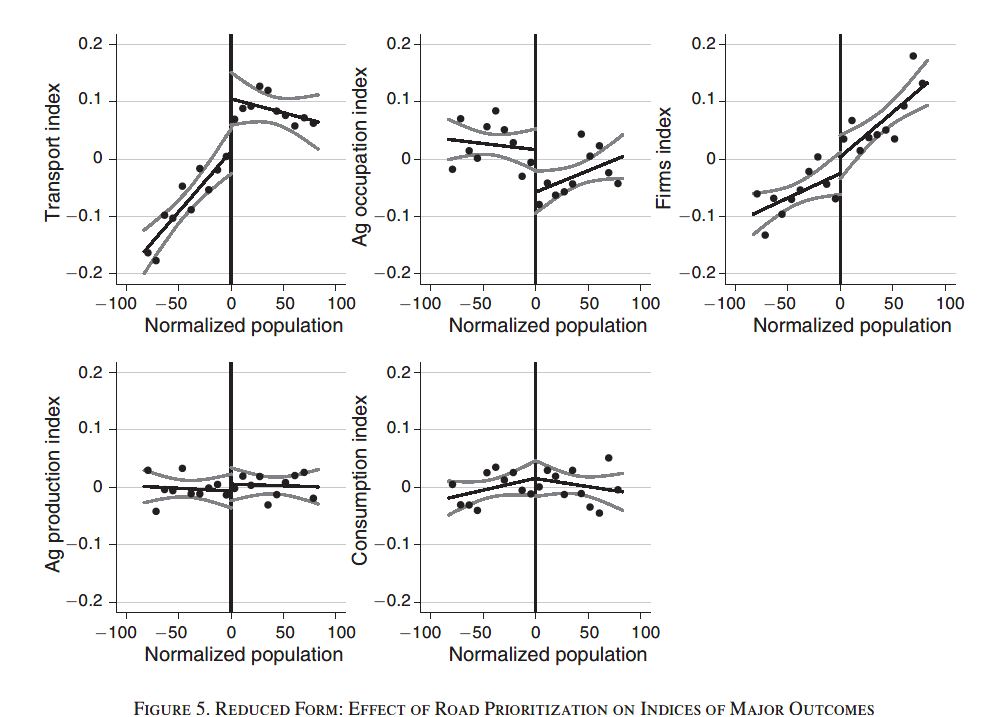 0.2
0.1
0
−0.1
−0.2
Transport index
−100 −50 0 50 100
Normalized population
0.2
0.1
0
−0.1
−0.2
Ag occupation index
−100 −50 0 50 100
Normalized population
0.2
0.1
0
−0.1
−0.2
Firms index
−100 −50 0 50 100
Normalized population
0.2
0.1
0
−0.1
−0.2
Ag production index
−100 −50 0 50 100
Normalized population
0.2
0.1
0
−0.1
−0.2
Consumption index
−100 −50 0 50 100
Normalized population
Figure 5. Reduced Form: Effect of Road Prioritization on Indices of Major Outcomes